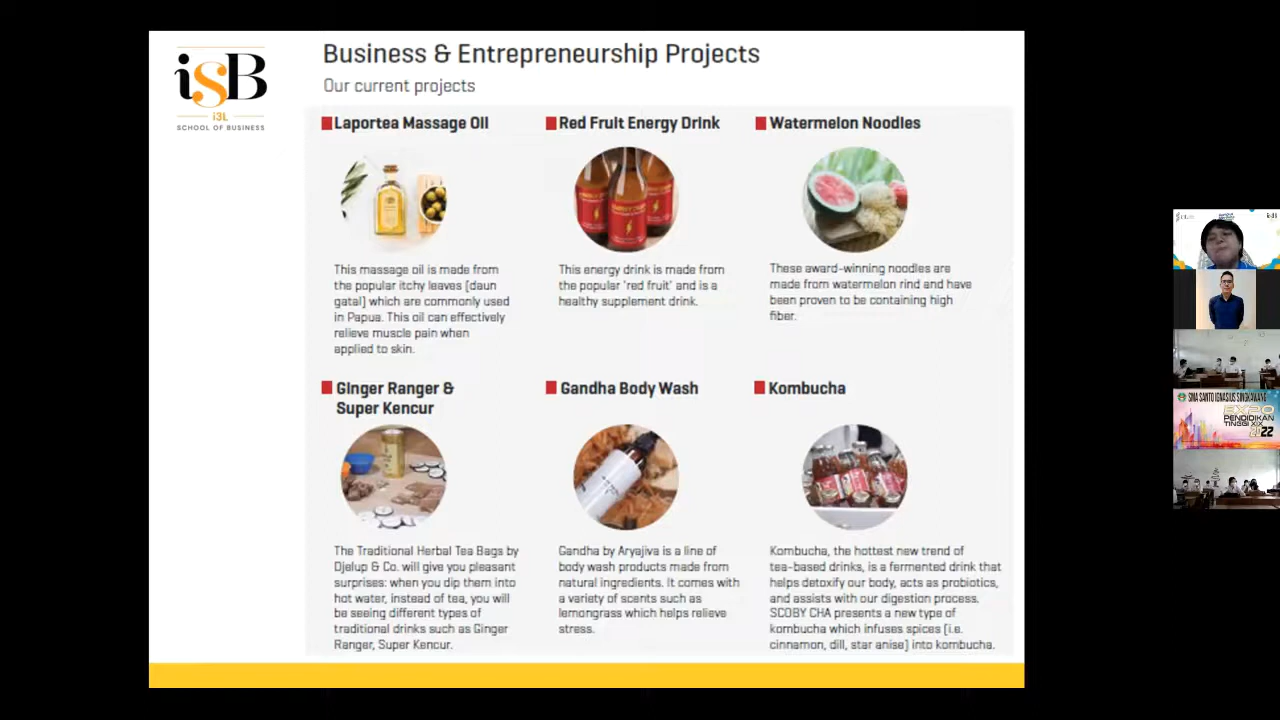 iSB
i3L
SCHOOL OF BUSINESS
Business & Entrepreneurship Projects
Our current projects
Laportea Massage Oil
This massage oil is made from
the popular itchy leaves (daun
gatal) which are commonly used
in Papua. This oil can effectively
relieve muscle pain when
applied to skin.
Red Fruit Energy Drink
This energy drink is made from
the popular 'red fruit' and is a
healthy supplement drink.
Watermelon Noodles
These award-winning noodles are
made from watermelon rind and have
been proven to be containing high
fiber.
Ginger Ranger &
Super Kencur
The Traditional Herbal Tea Bags by
Djelup & Co. will give you pleasant
surprises: when you dip them into
hot water, instead of tea, you will
be seeing different types of
traditional drinks such as Ginger
Ranger, Super Kencur.
Gandha Body Wash
Gandha by Aryajiva is a line of
body wash products made from
natural ingredients. It comes with
a variety of scents such as
lemongrass which helps relieve
stress.
Kombucha
Kombucha, the hottest new trend of
tea-based drinks, is a fermented drink that
helps detoxify our body, acts as probiotics,
and assists with our digestion process.
SCOBY CHA presents a new type of
kombucha which infuses spices (i.e.
cinnamon, dill, star anise) into kombucha.
SMA SANTO IGNASIUS SINGKAWANG
EXPO
PENDIDIKAN
TINGGI XIX
2022